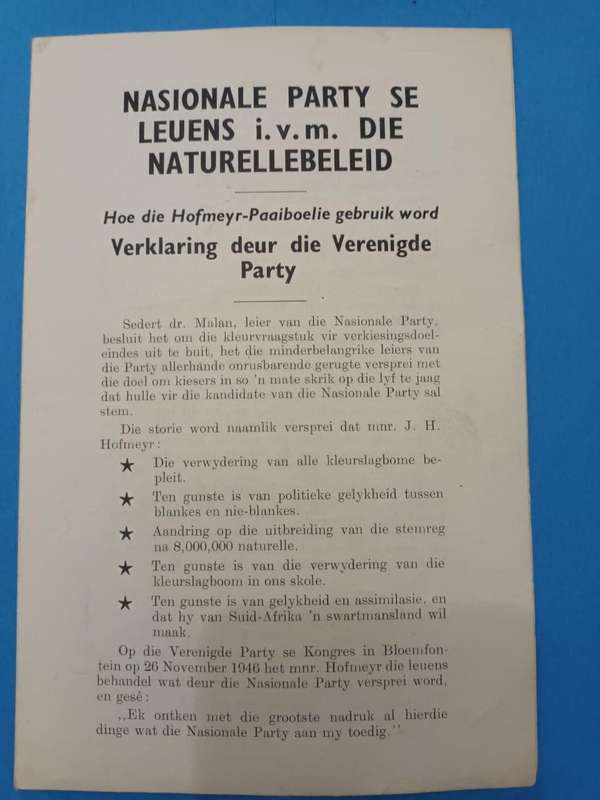 NASIONALE PARTY SE
LEUENS i.v.m. DIE
NATURELLEBELEID
Hoe die Hofmeyr-Paaiboelie gebruik word
Verklaring deur die Verenigde
Party
Sedert dr. Malan, leier van die Nasionale Party,
besluit het om die kleurvraagstuk vir verkiesingsdoel-
eindes uit te buit, het die minderbelangrike leiers van
die Party allerhande onrusbarende gerugte versprei met
die doel om kiesers in so 'n mate skrik op die lyf te jaag
dat hulle vir die kandidate van die Nasionale Party sal
stem.
Die storie word naamlik versprei dat mnr. J. H.
Hofmeyr:
★ Die verwydering van alle kleurslagbome be-
pleit.
★ Ten gunste is van politieke gelykheid tussen
blankes en nie-blankes.
★ Aandring op die uitbreiding van die stemreg
na 8,000,000 naturelle.
★ Ten gunste is van die verwydering van die
kleurslagboom in ons skole.
★ Ten gunste is van gelykheid en assimilasie, en
dat hy van Suid-Afrika 'n swartmansland wil
maak.
Op die Verenigde Party se Kongres in Bloemfon-
tein op 26 November 1946 het mnr. Hofmeyr die leuens
behandel wat deur die Nasionale Party versprei word,
en gesê:
,,Ek ontken met die grootste nadruk al hierdie
dinge wat die Nasionale Party aan my toedig.''